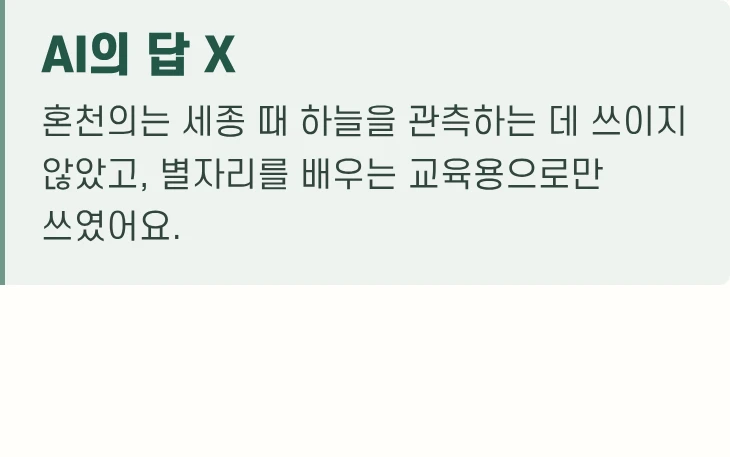 AI의 답 X
혼천의는 세종 때 하늘을 관측하는 데 쓰이지
않았고, 별자리를 배우는 교육용으로만
쓰였어요.